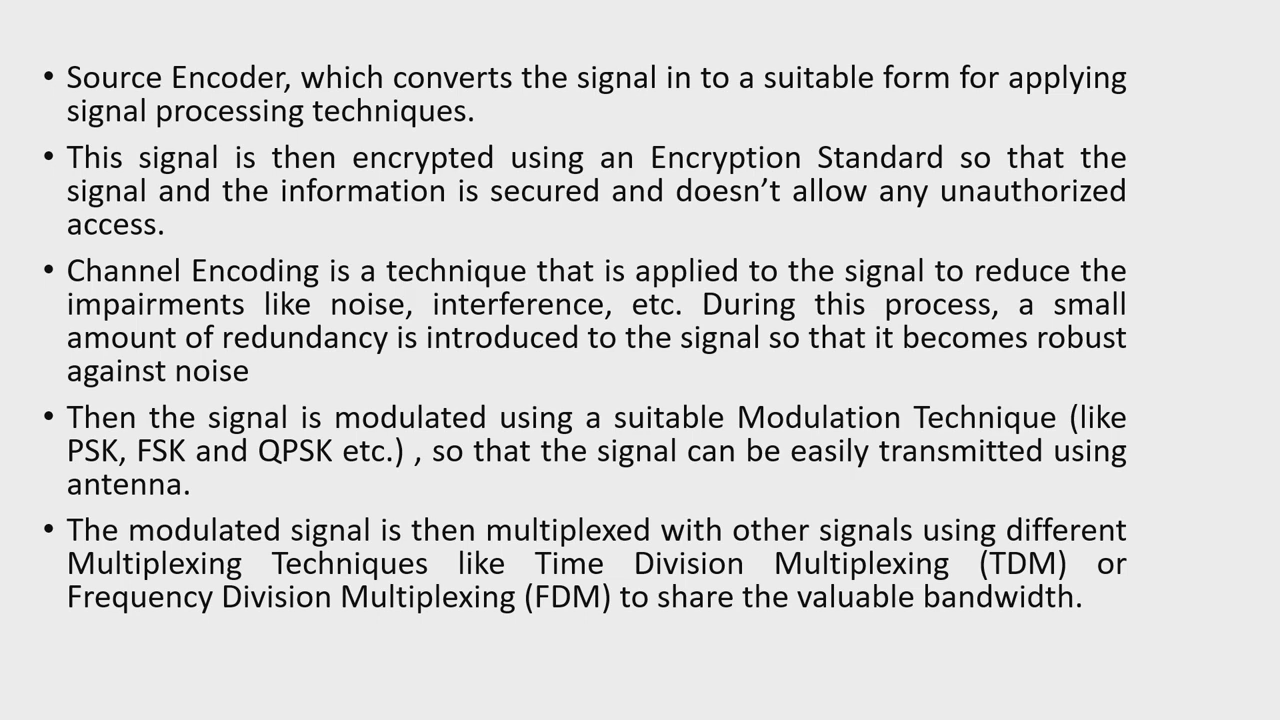 • Source Encoder, which converts the signal in to a suitable form for applying
signal processing techniques.
• This signal is then encrypted using an Encryption Standard so that the
signal and the information is secured and doesn’t allow any unauthorized
access.
• Channel Encoding is a technique that is applied to the signal to reduce the
impairments like noise, interference, etc. During this process, a small
amount of redundancy is introduced to the signal so that it becomes robust
against noise
• Then the signal is modulated using a suitable Modulation Technique (like
PSK, FSK and QPSK etc.) , so that the signal can be easily transmitted using
antenna.
• The modulated signal is then multiplexed with other signals using different
Multiplexing Techniques like Time Division Multiplexing (TDM) or
Frequency Division Multiplexing (FDM) to share the valuable bandwidth.